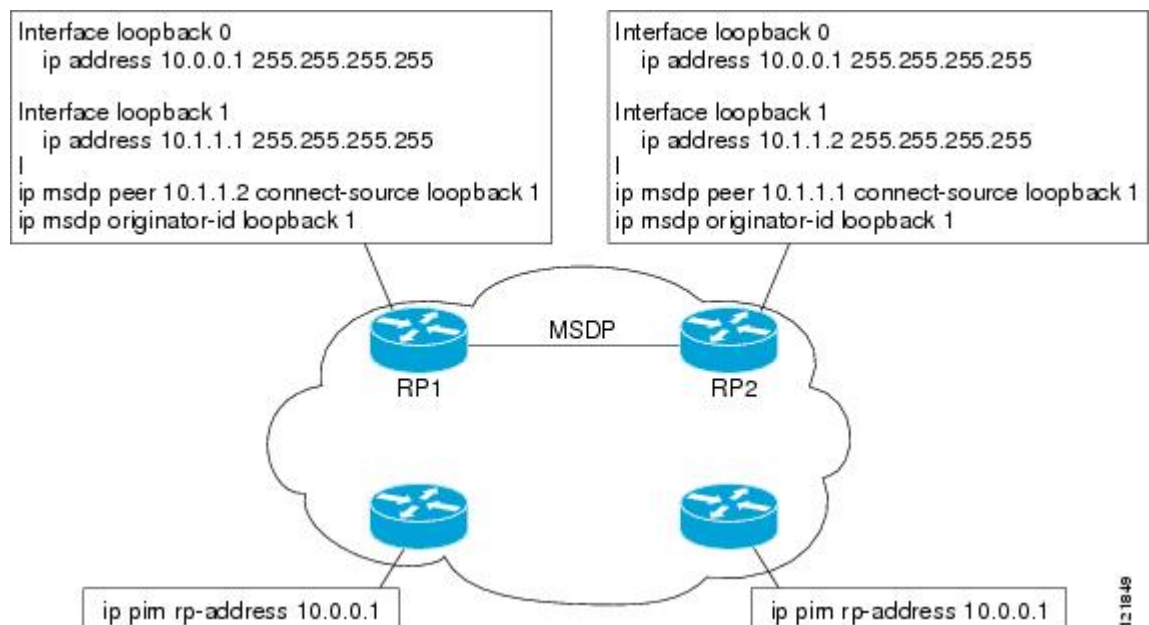 Interface loopback 0
ip address 10.0.0.1 255.255.255.255
Interface loopback 1
ip address 10.1.1.1 255.255.255.255
!
ip msdp peer 10.1.1.2 connect-source loopback 1
ip msdp originator-id loopback 1
Interface loopback 0
ip address 10.0.0.1 255.255.255.255
Interface loopback 1
ip address 10.1.1.2 255.255.255.255
!
ip msdp peer 10.1.1.1 connect-source loopback 1
ip msdp originator-id loopback 1
MSDP
RP1
RP2
ip pim rp-address 10.0.0.1
ip pim rp-address 10.0.0.1
121849